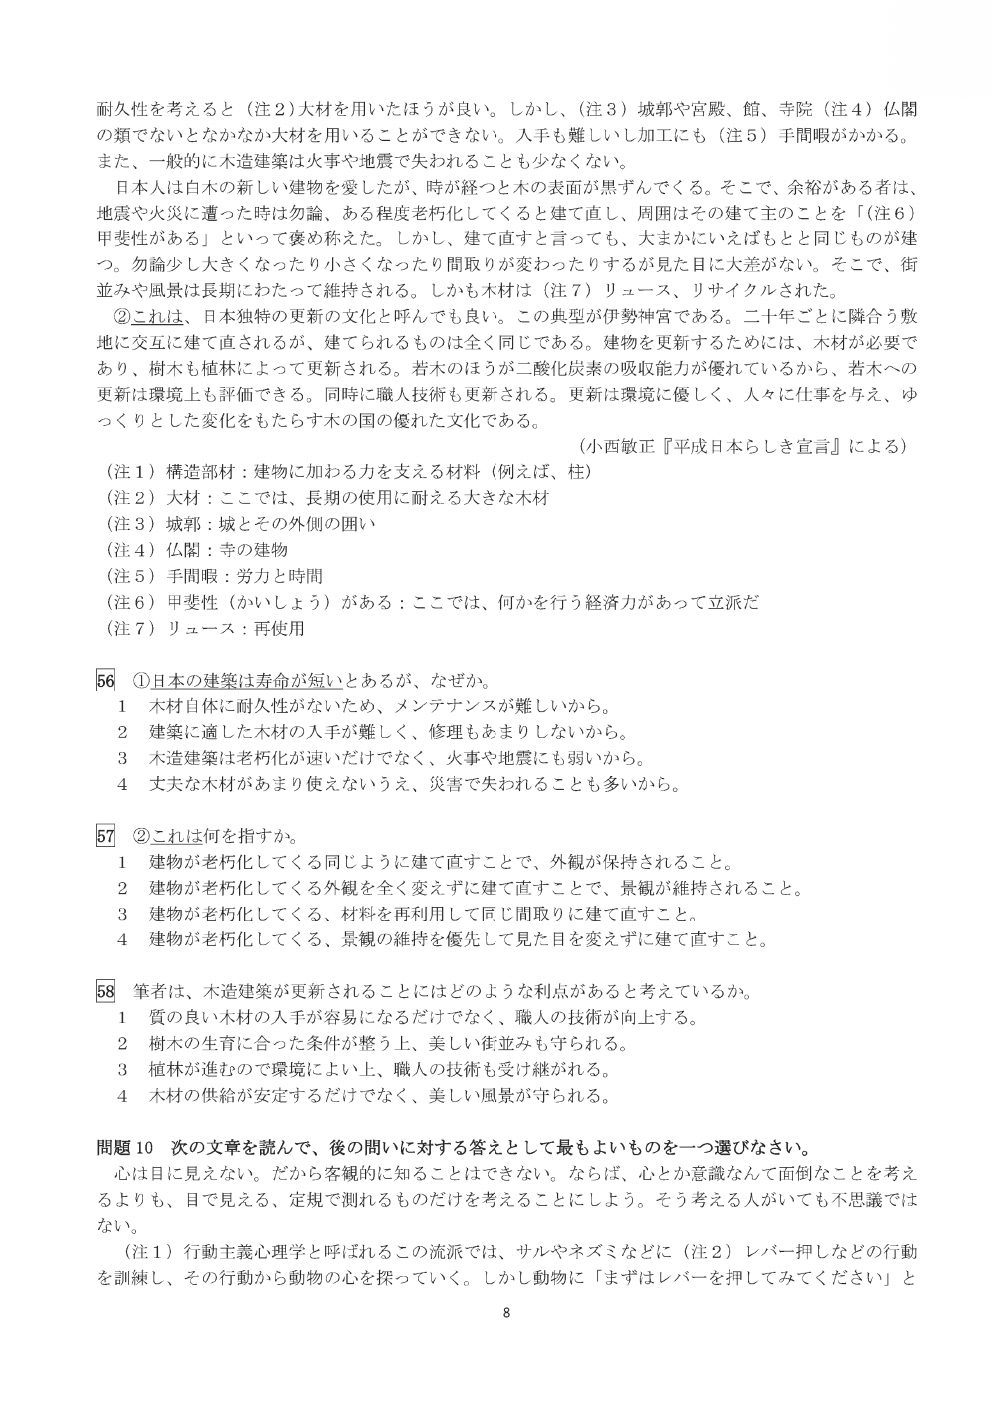 耐久性を考えると（注２)大材を用いたほうが良い。しかし、（注３）城郭や宮殿、館、寺院（注４）仏閣
の類でないとなかなか大材を用いることができない。入手も難しいし加工にも（注５）手間暇がかかる。
また、一般的に木造建築は火事や地震で失われることも少なくない。
　日本人は白木の新しい建物を愛したが、時が経つと木の表面が黒ずんでくる。そこで、余裕がある者は、
地震や火災に遭った時は勿論、ある程度老朽化してくると建て直し、周囲はその建て主のことを「（注６）
甲斐性がある」といって褒め称えた。しかし、建て直すと言っても、大まかにいえばもとと同じものが建
つ。勿論少し大きくなったり小さくなったり間取りが変わったりするが見た目に大差がない。そこで、街
並みや風景は長期にわたって維持される。しかも木材は（注７）リュース、リサイクルされた。
　②これは、日本独特の更新の文化と呼んでも良い。この典型が伊勢神宮である。二十年ごとに隣合う敷
地に交互に建て直されるが、建てられるものは全く同じである。建物を更新するためには、木材が必要で
あり、樹木も植林によって更新される。若木のほうが二酸化炭素の吸収能力が優れているから、若木への
更新は環境上も評価できる。同時に職人技術も更新される。更新は環境に優しく、人々に仕事を与え、ゆ
っくりとした変化をもたらす木の国の優れた文化である。
（小西敏正『平成日本らしき宣言』による）
（注１）構造部材：建物に加わる力を支える材料（例えば、柱）
（注２）大材：ここでは、長期の使用に耐える大きな木材
（注３）城郭：城とその外側の囲い
（注４）仏閣：寺の建物
（注５）手間暇：労力と時間
（注６）甲斐性（かいしょう）がある：ここでは、何かを行う経済力があって立派だ
（注７）リュース：再使用
56　①日本の建築は寿命が短いとあるが、なぜか。
1　木材自体に耐久性がないため、メンテナンスが難しいから。
2　建築に適した木材の入手が難しく、修理もあまりしないから。
3　木造建築は老朽化が速いだけでなく、火事や地震にも弱いから。
4　丈夫な木材があまり使えないうえ、災害で失われることも多いから。
57　②これは何を指すか。
1　建物が老朽化してくる同じように建て直すことで、外観が保持されること。
2　建物が老朽化してくる外観を全く変えずに建て直すことで、景観が維持されること。
3　建物が老朽化してくる、材料を再利用して同じ間取りに建て直すこと。
4　建物が老朽化してくる、景観の維持を優先して見た目を変えずに建て直すこと。
58　筆者は、木造建築が更新されることにはどのような利点があると考えているか。
1　質の良い木材の入手が容易になるだけでなく、職人の技術が向上する。
2　樹木の生育に合った条件が整う上、美しい街並みも守られる。
3　植林が進むので環境によい上、職人の技術も受け継がれる。
4　木材の供給が安定するだけでなく、美しい風景が守られる。
問題 10　次の文章を読んで、後の問いに対する答えとして最もよいものを一つ選びなさい。
　心は目に見えない。だから客観的に知ることはできない。ならば、心とか意識なんて面倒なことを考え
るよりも、目で見える、定規で測れるものだけを考えることにしよう。そう考える人がいても不思議では
ない。
　（注１）行動主義心理学と呼ばれるこの流派では、サルやネズミなどに（注２）レバー押しなどの行動
を訓練し、その行動から動物の心を探っていく。しかし動物に「まずはレバーを押してみてください」と
8